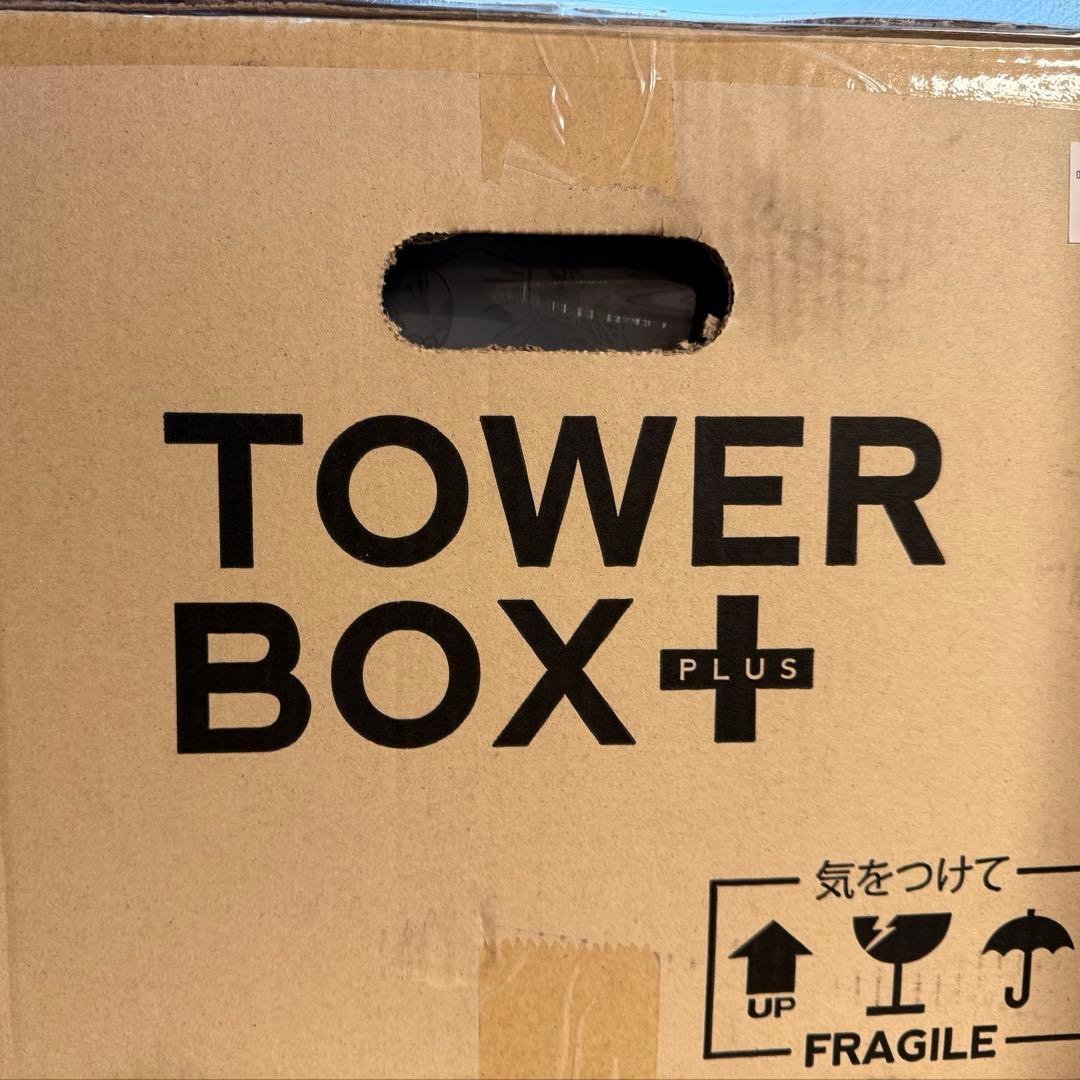 TOWER
BOX+
PLUS
気をつけて
UP
FRAGILE